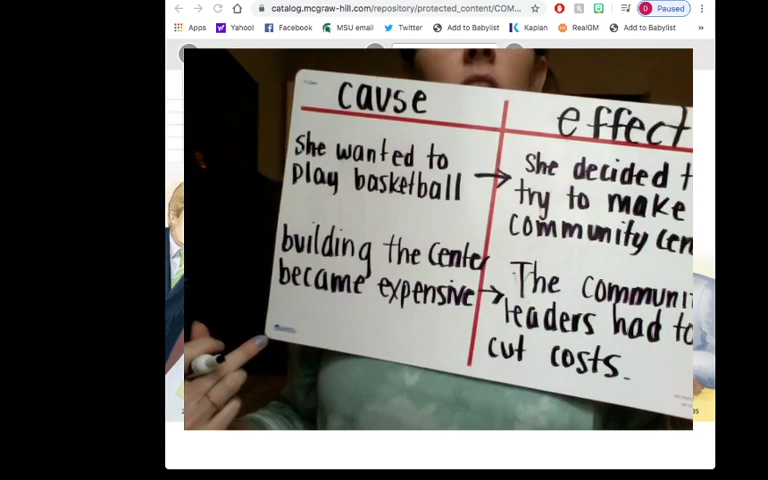 catalog.mcgraw-hill.com/repository/protected_content/COM...
D Paused
Apps Yahoo! Facebook MSU email Twitter Add to Babylist Kaplan RealGM Add to Babylist »
cause effect
She wanted to
play basketball →
She decided t
try to make
community cen
building the center
became expensive →
The communi
leaders had to
cut costs.